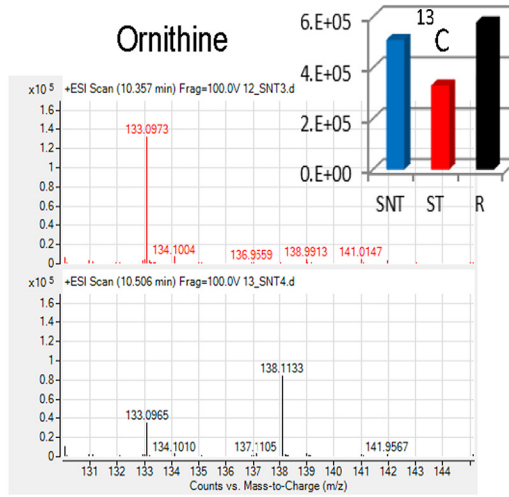 Ornithine
13
C
6.E+05
4.E+05
2.E+05
0.E+00
SNT ST R
x10 5 +ESI Scan (10.357 min) Frag=100.0V 12_SNT3.d
1.6
1.4
1.2
1
0.8
0.6
0.4
0.2
0
133.0973
134.1004
136.9659
138.9913
141.0147
x10 5 +ESI Scan (10.506 min) Frag=100.0V 13_SNT4.d
1.6
1.4
1.2
1
0.8
0.6
0.4
0.2
0
138.1133
133.0965
134.1010
137.1105
141.9567
131 132 133 134 135 136 137 138 139 140 141 142 143 144
Counts vs. Mass-to-Charge (m/z)